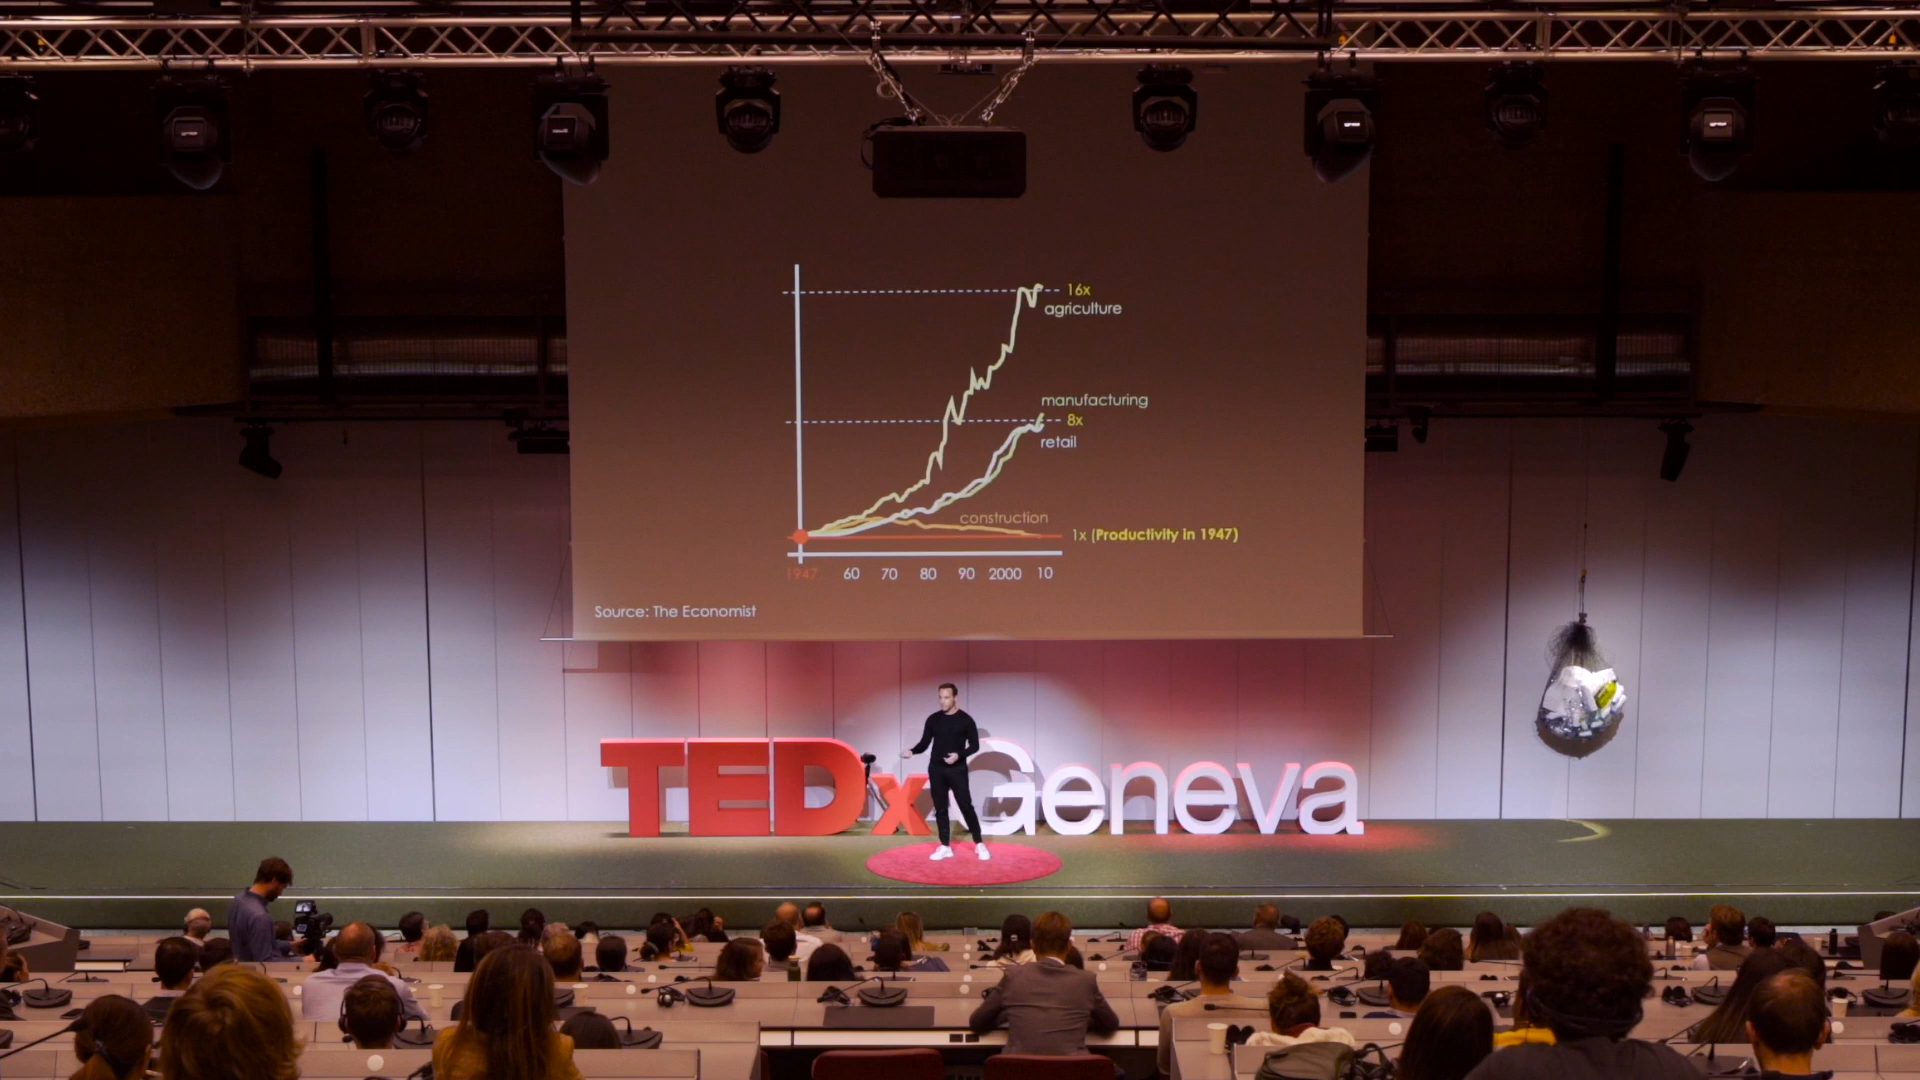 16x
agriculture
manufacturing
8x
retail
construction
1x (Productivity in 1947)
1947 60 70 80 90 2000 10
Source: The Economist
TEDxGeneva